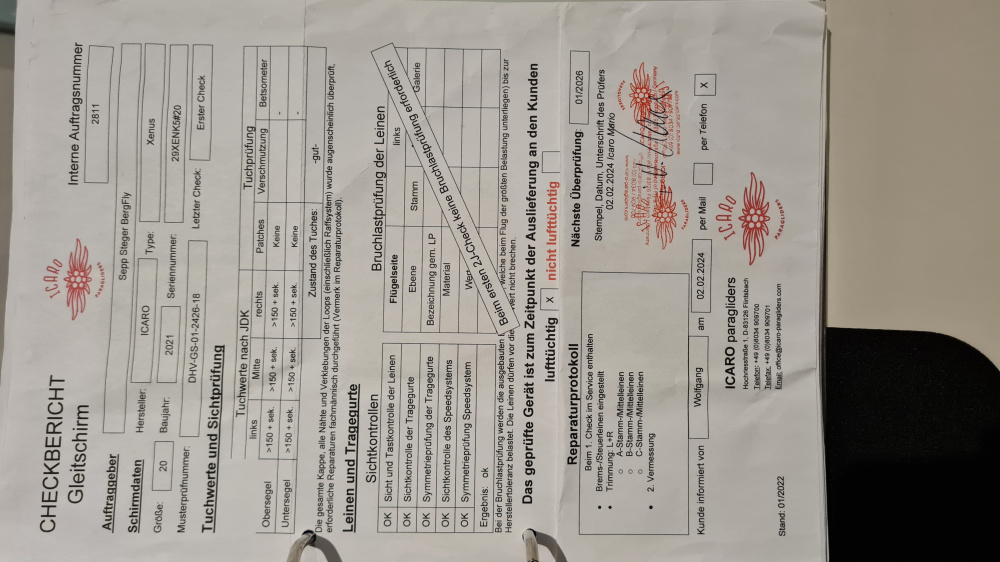 CHECKBERICHT
Gleitschirm
ICARO
PARAGLIDERS
Interne Auftragsnummer
2811
Auftraggeber
Sepp Steger BergFly
Schirmdaten
Hersteller:
ICARO
Type:
Xenus
Größe:
20
Baujahr:
2021
Seriennummer:
29XENK5#20
Musterprüfnummer:
DHV-GS-01-2426-18
Letzter Check:
Erster Check
Tuchwerte und Sichtprüfung
Tuchwerte nach JDK
Tuchprüfung
links Mitte rechts Patches Verschmutzung Betsometer
Obersegel >150 + sek. >150 + sek. >150 + sek. Keine - 
Untersegel >150 + sek. >150 + sek. >150 + sek. Keine - 
Zustand des Tuches: -gut-
Die gesamte Kappe, alle Nähte und Verklebungen der Loops (einschließlich Raffsystem) wurde augenscheinlich überprüft,
erforderliche Reparaturen fachmännisch durchgeführt (Vermerk im Reparaturprotokoll).
Leinen und Tragegurte
Sichtkontrollen
OK Sicht und Tastkontrolle der Leinen
OK Sichtkontrolle der Tragegurte
OK Symmetrieprüfung der Tragegurte
OK Sichtkontrolle des Speedsystems
OK Symmetrieprüfung Speedsystem
Ergebnis: ok
Bruchlastprüfung der Leinen
Flügelseite links
Ebene Stamm Galerie
Bezeichnung gem. LP
Material
Beim ersten 2J-Check keine Bruchlastprüfung erforderlich
Bei der Bruchlastprüfung werden die ausgebauten welche beim Flug der größten Belastung unterliegen) bis zur
Herstellertoleranz belastet. Die Leinen dürfen vor nicht brechen.
Das geprüfte Gerät ist zum Zeitpunkt der Auslieferung an den Kunden
lufttüchtig X nicht lufttüchtig
Reparaturprotokoll
Beim 1. Check im Service enthalten
• Brems-/Steuerleinen eingestellt
• Trimmung: L+R
○ A-Stamm-/Mittelleinen
○ B-Stamm-/Mittelleinen
○ C-Stamm-/Mittelleinen
• 2. Vermessung
Nächste Überprüfung: 01/2026
Stempel, Datum, Unterschrift des Prüfers
02.02.2024 Icaro Mario
Kunde informiert von Wolfgang am 02.02.2024 per Mail per Telefon X
ICARO paragliders
Hochriesstraße 1, D-83126 Flintsbach
Telefon: +49 (0)8034 909700
Telefax: +49 (0)8034 909701
Email: office@icaro-paragliders.com
ICARO
PARAGLIDERS
Stand: 01/2022